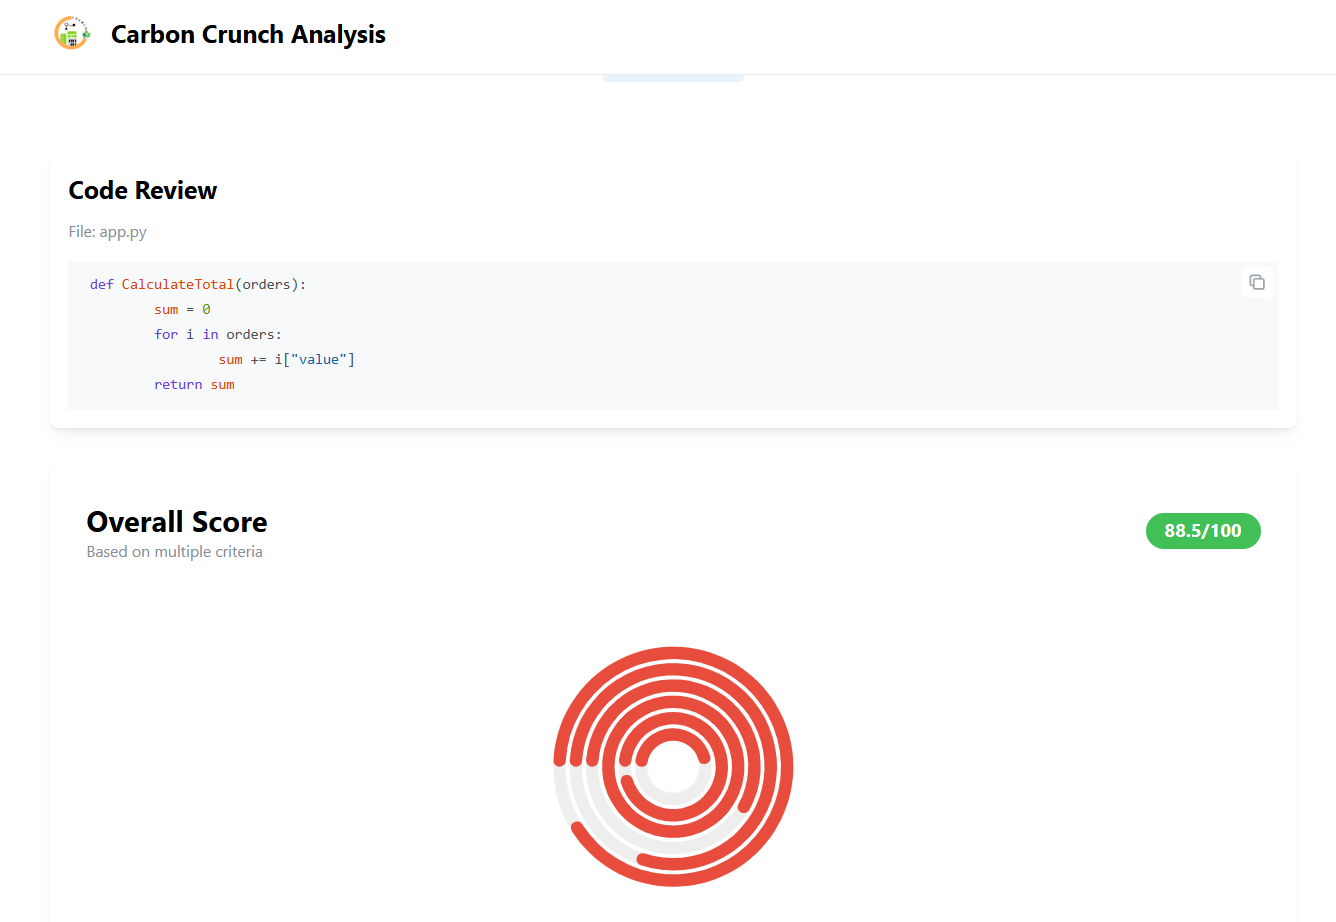 Carbon Crunch Analysis
Code Review
File: app.py
def CalculateTotal(orders):
        sum = 0
        for i in orders:
                sum += i["value"]
        return sum
Overall Score
88.5/100
Based on multiple criteria